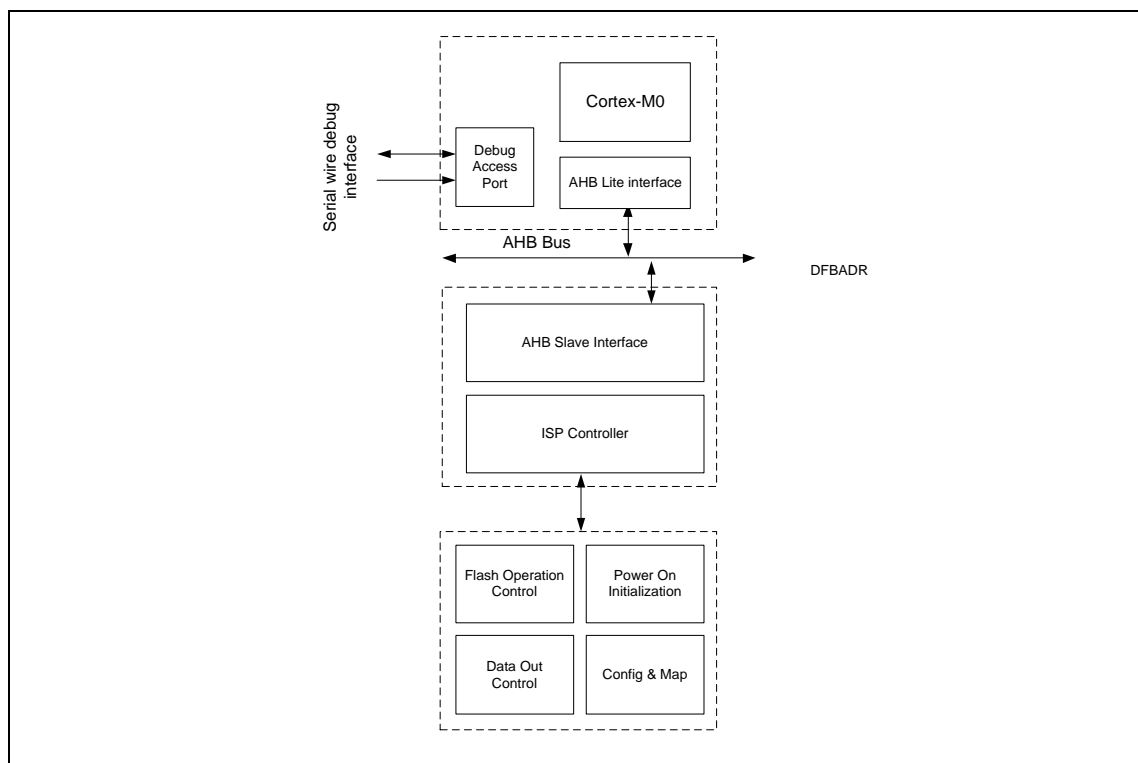 Cortex-M0
Serial wire debug
interface
Debug
Access
Port
AHB Lite interface
AHB Bus
DFBADR
AHB Slave Interface
ISP Controller
Flash Operation
Control
Power On
Initialization
Data Out
Control
Config & Map